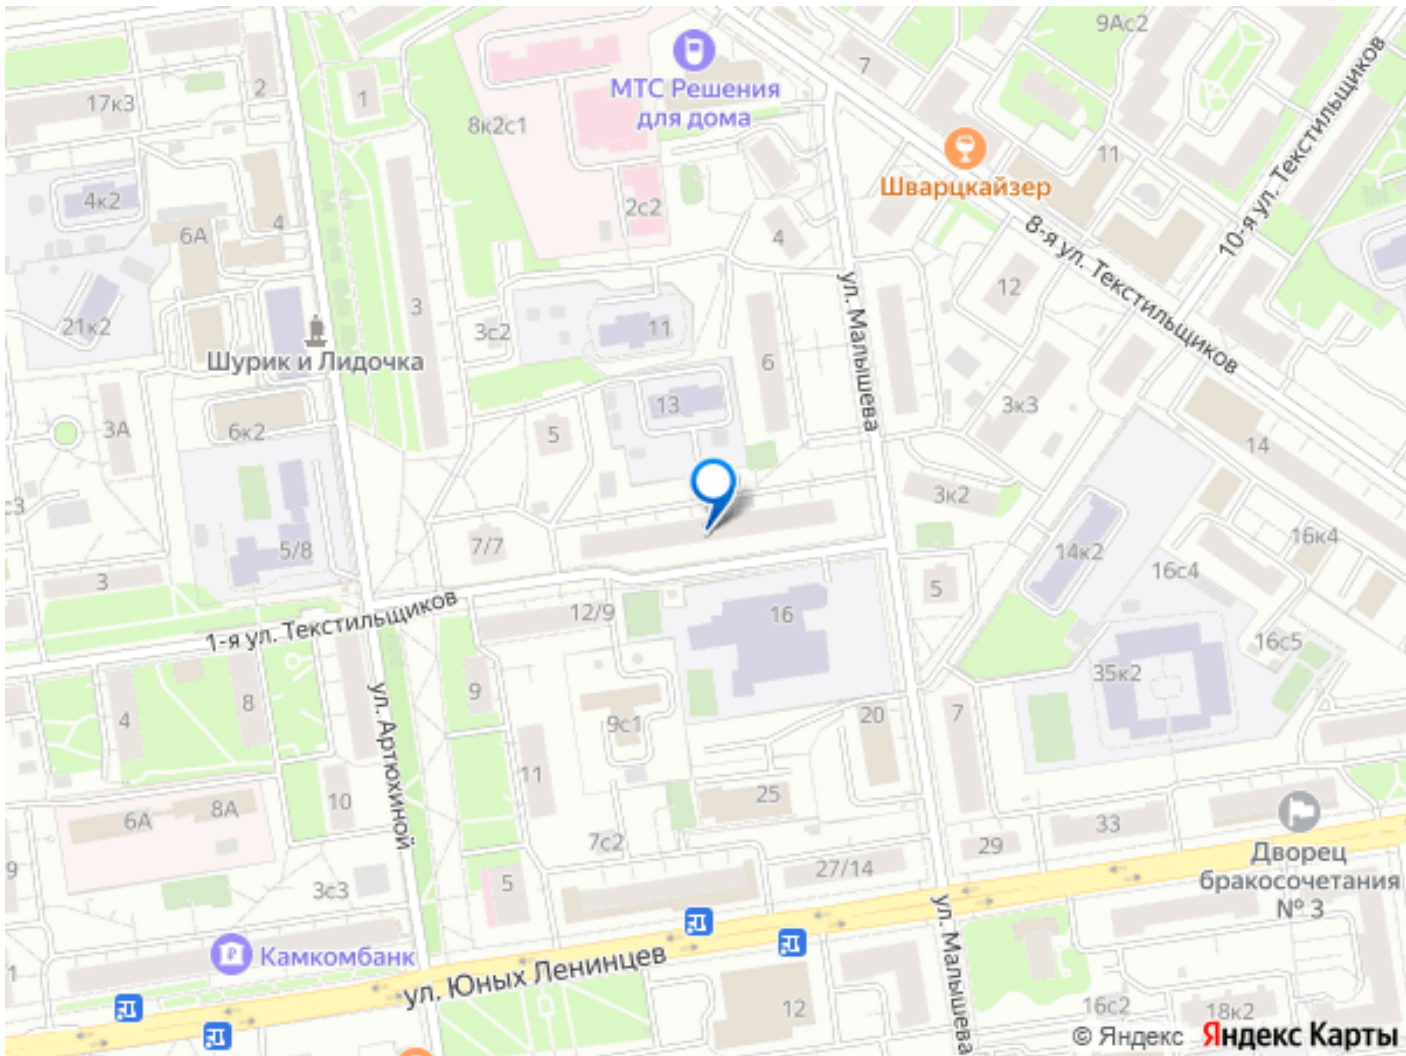 9Ас2
7
МТС Решения
для дома
2
1
17к3
8к2с1
10-я ул. Текстильщиков
11
Шварцкайзер
4к2
2с2
4
6А
4
8-я ул. Текстильщиков
12
ул. Малышева
21к2
3
3с2
11
Шурик и Лидочка
6
13
3к3
3А
6к2
5
14
3к2
с3
7/7
5/8
14к2
16к4
16с4
3
5
1-я ул. Текстильщиков
12/9
16
16с5
9
35к2
4
8
ул. Артюхиной
9с1
20
7
11
6А
8А
10
25
7с2
33
29
Дворец
бракосочетания
№ 3
9
3с3
5
27/14
ул. Малышева
Камкомбанк
ул. Юных Ленинцев
1
12
16с2
18к2
© Яндекс Яндекс Карты